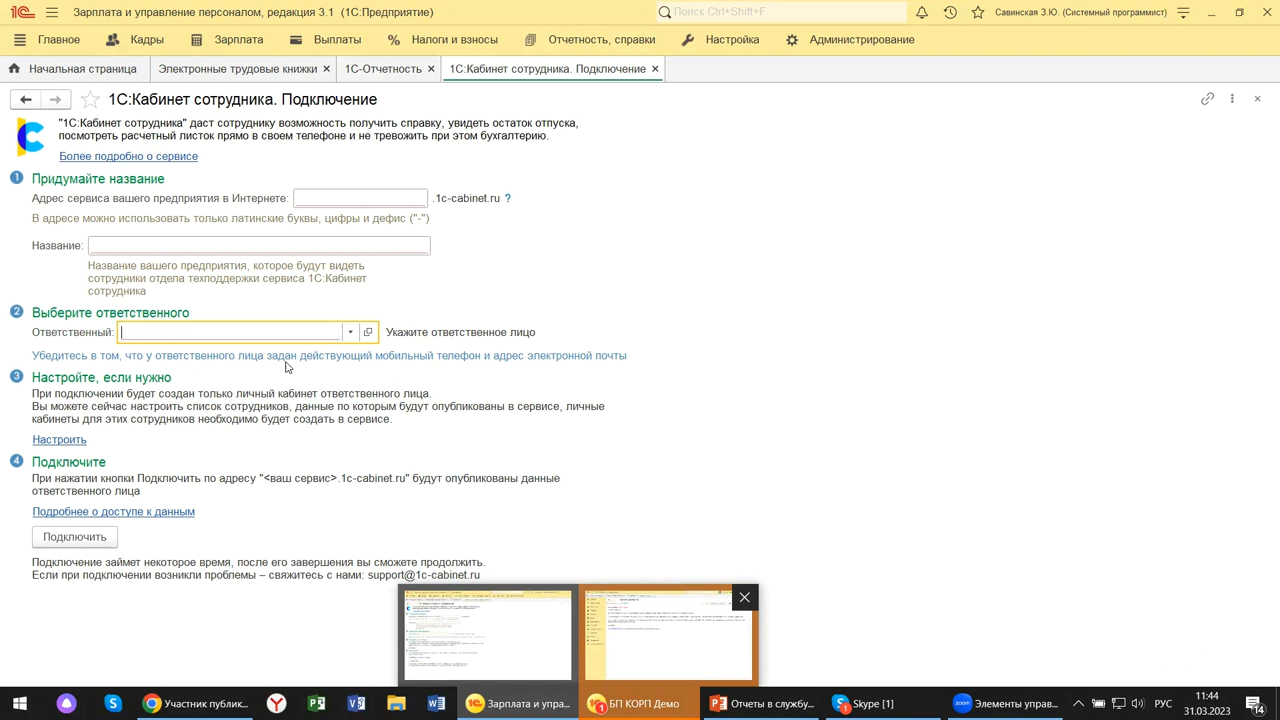 Зарплата и управление персоналом, редакция 3.1 (1С:Предприятие)
Поиск Ctrl+Shift+F
Савинская З.Ю. (Системный программист)
Главное
Кадры
Зарплата
Выплаты
Налоги и взносы
Отчетность, справки
Настройка
Администрирование
Начальная страница
Электронные трудовые книжки
1С-Отчетность
1С:Кабинет сотрудника. Подключение
1С:Кабинет сотрудника. Подключение
"1С:Кабинет сотрудника" даст сотруднику возможность получить справку, увидеть остаток отпуска,
посмотреть расчетный листок прямо в своем телефоне и не тревожить при этом бухгалтерию.
Более подробно о сервисе
1 Придумайте название
Адрес сервиса вашего предприятия в Интернете: .1c-cabinet.ru ?
В адресе можно использовать только латинские буквы, цифры и дефис ("-")
Название:
Название вашего предприятия, которое будут видеть
сотрудники отдела техподдержки сервиса 1С:Кабинет
сотрудника
2 Выберите ответственного
Ответственный: Укажите ответственное лицо
Убедитесь в том, что у ответственного лица задан действующий мобильный телефон и адрес электронной почты
3 Настройте, если нужно
При подключении будет создан только личный кабинет ответственного лица.
Вы можете сейчас настроить список сотрудников, данные по которым будут опубликованы в сервисе, личные
кабинеты для этих сотрудников необходимо будет создать в сервисе.
Настроить
4 Подключите
При нажатии кнопки Подключить по адресу "<ваш сервис>.1c-cabinet.ru" будут опубликованы данные
ответственного лица
Подробнее о доступе к данным
Подключить
Подключение займет некоторое время, после его завершения вы сможете продолжить.
Если при подключении возникли проблемы – свяжитесь с нами: support@1c-cabinet.ru
Участник публик...
Зарплата и упра...
БП КОРП Демо
Отчеты в службу...
Skype [1]
Элементы управ...
РУС
11:44
31.03.2023